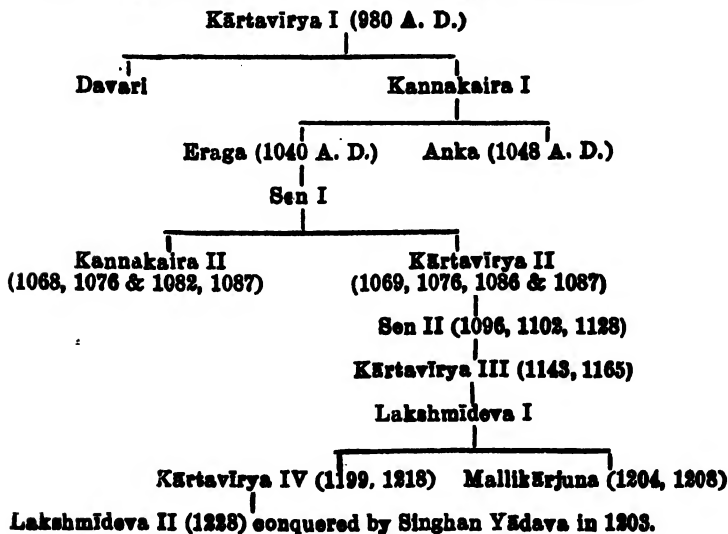 Kārtavīrya I (980 A. D.)
Davari Kannakaira I
Eraga (1040 A. D.) Anka (1048 A. D.)
Sen I
Kannakaira II Kārtavīrya II
(1068, 1076 & 1082, 1087) (1069, 1076, 1086 & 1087)
Sen II (1096, 1102, 1128)
Kārtavīrya III (1143, 1165)
Lakshmīdeva I
Kārtavīrya IV (1199, 1218) Mallikārjuna (1204, 1208)
Lakshmīdeva II (1228) conquered by Singhan Yādava in 1203.